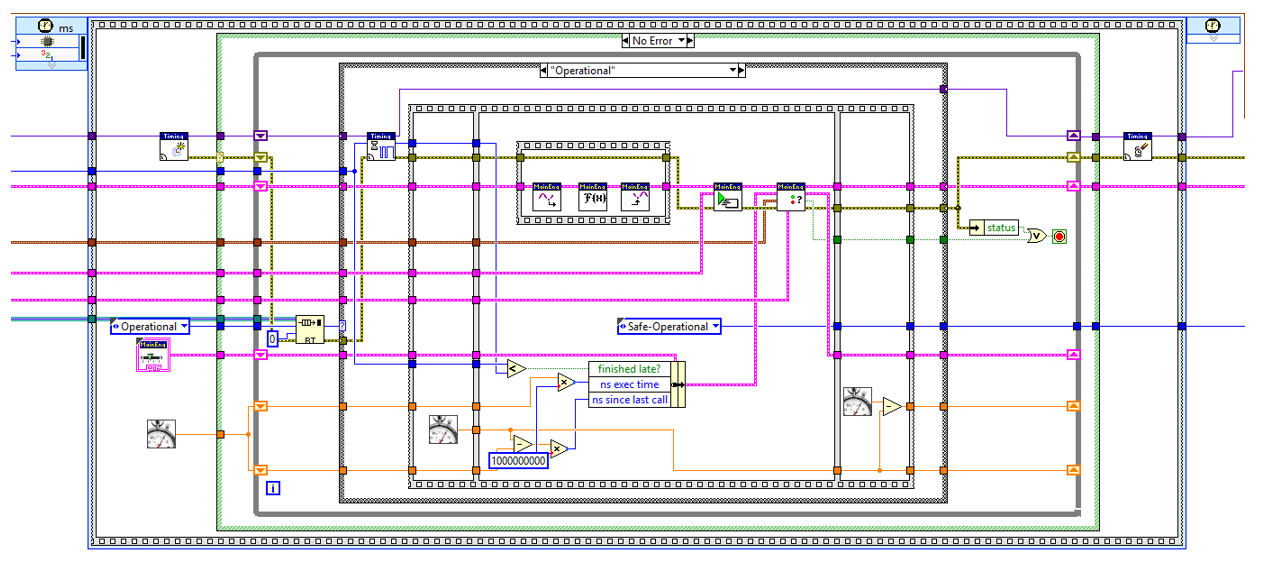 ms
321
No Error
"Operational"
Timing
Timing
Timing
?
MainEng
MainEng
MainEng
MainEng
MainEng
F(x)
?
status
V
Operational
0
RT
?
Safe-Operational
MainEng
<
finished late?
×
ns exec time
ns since last call
-
-
×
1000000000
i